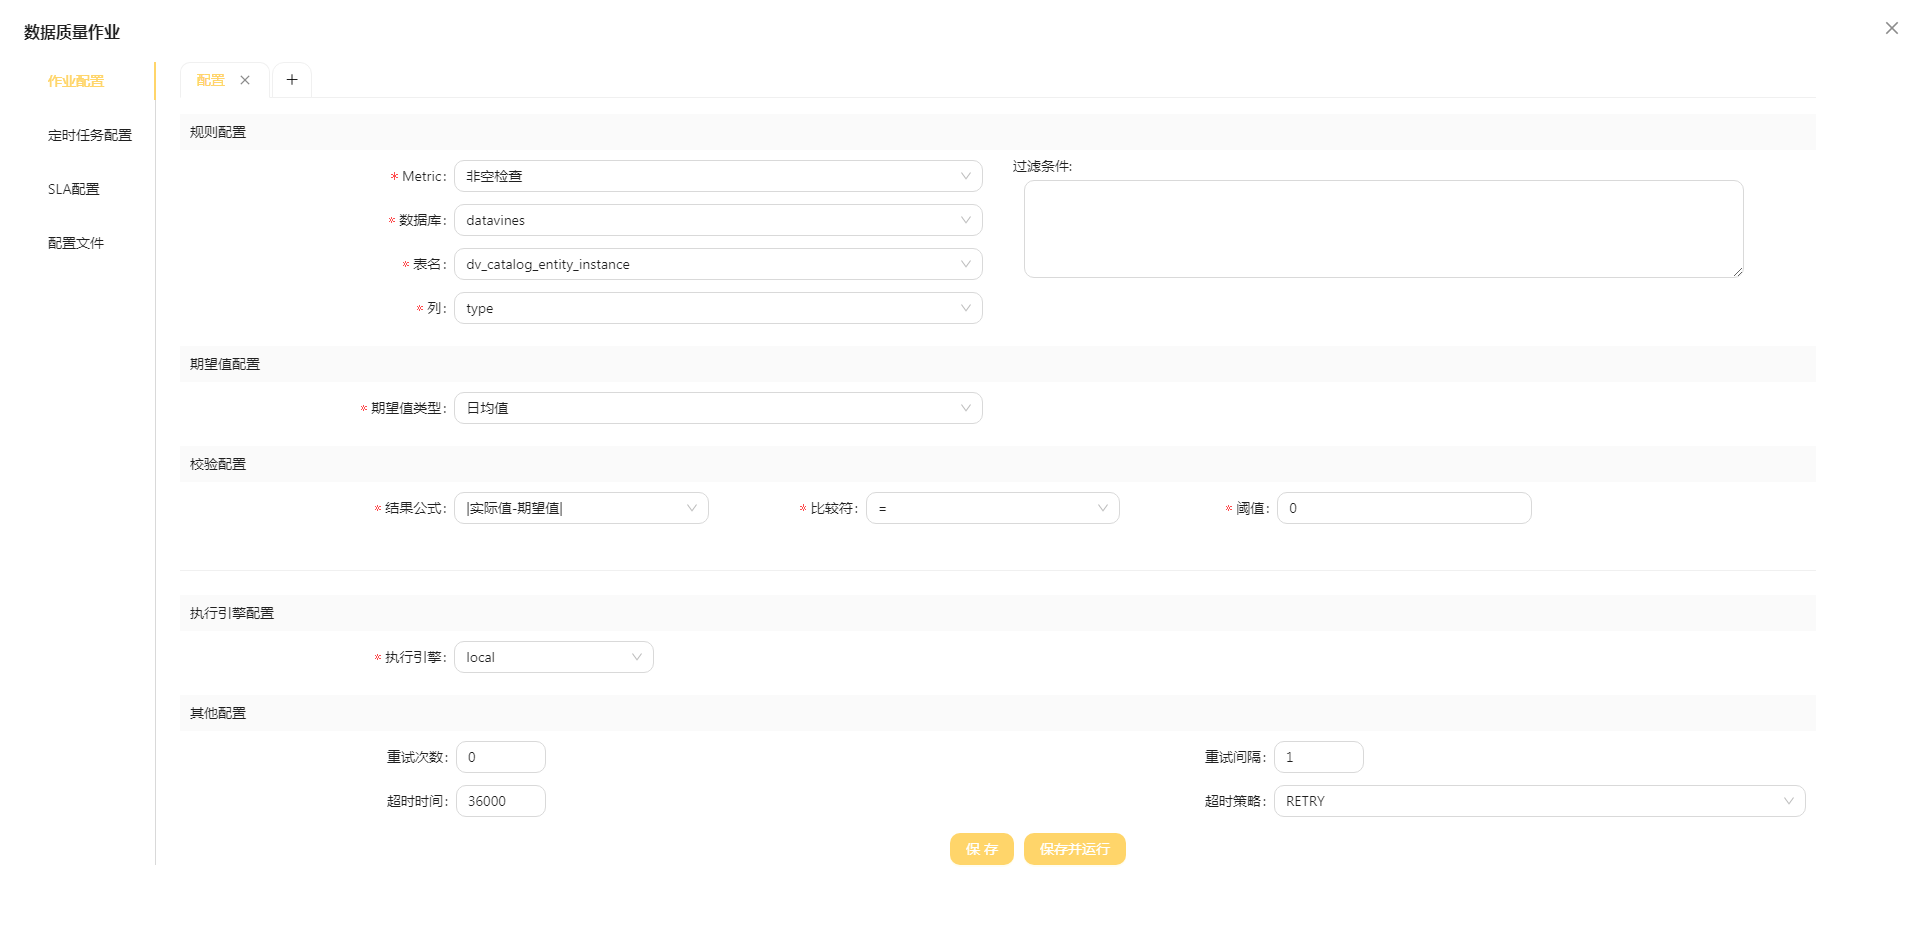 数据质量作业
作业配置
定时任务配置
SLA配置
配置文件
配置
规则配置
* Metric: 非空检查
过滤条件:
* 数据库: datavines
* 表名: dv_catalog_entity_instance
* 列: type
期望值配置
* 期望值类型: 日均值
校验配置
* 结果公式: |实际值-期望值| * 比较符: = * 阈值: 0
执行引擎配置
* 执行引擎: local
其他配置
重试次数: 0 重试间隔: 1
超时时间: 36000 超时策略: RETRY
保 存 保存并运行